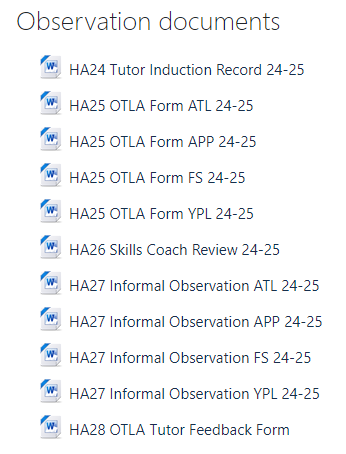 Observation documents
HA24 Tutor Induction Record 24-25
HA25 OTLA Form ATL 24-25
HA25 OTLA Form APP 24-25
HA25 OTLA Form FS 24-25
HA25 OTLA Form YPL 24-25
HA26 Skills Coach Review 24-25
HA27 Informal Observation ATL 24-25
HA27 Informal Observation APP 24-25
HA27 Informal Observation FS 24-25
HA27 Informal Observation YPL 24-25
HA28 OTLA Tutor Feedback Form